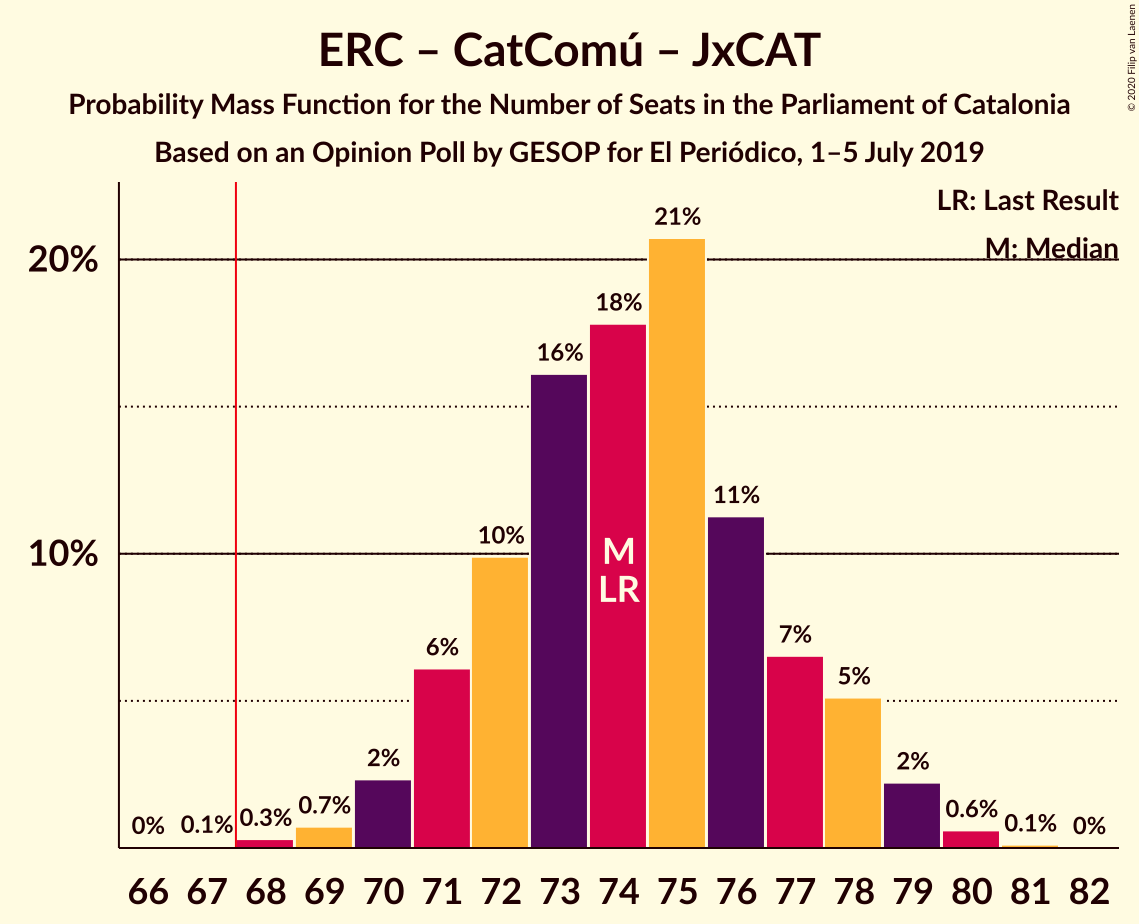 ERC – CatComú – JxCAT
Probability Mass Function for the Number of Seats in the Parliament of Catalonia
Based on an Opinion Poll by GESOP for El Periódico, 1–5 July 2019
© 2020 Filip van Laenen
LR: Last Result
M: Median
20%
10%
0%
0.1%
0.3%
0.7%
2%
6%
10%
16%
18%
21%
11%
7%
5%
2%
0.6%
0.1%
0%
M
LR
66 67 68 69 70 71 72 73 74 75 76 77 78 79 80 81 82